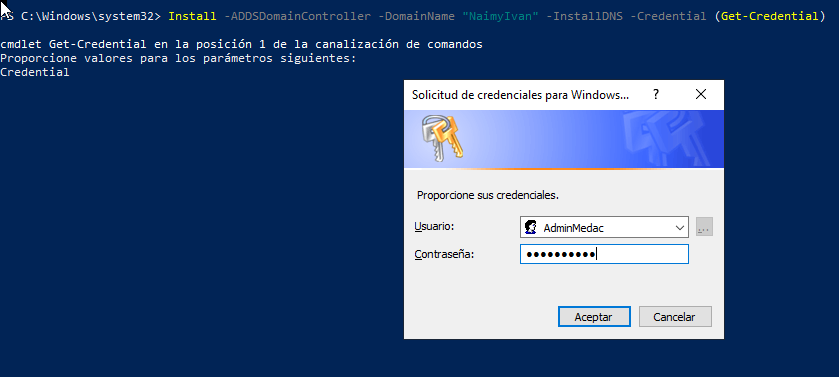 PS C:\Windows\system32> Install -ADDSDomainController -DomainName "NaimyIvan" -InstallDNS -Credential (Get-Credential)
cmdlet Get-Credential en la posición 1 de la canalización de comandos
Proporcione valores para los parámetros siguientes:
Credential
Solicitud de credenciales para Windows...
Proporcione sus credenciales.
Usuario:
AdminMedac
...
Contraseña:
●●●●●●●●●●
Aceptar
Cancelar